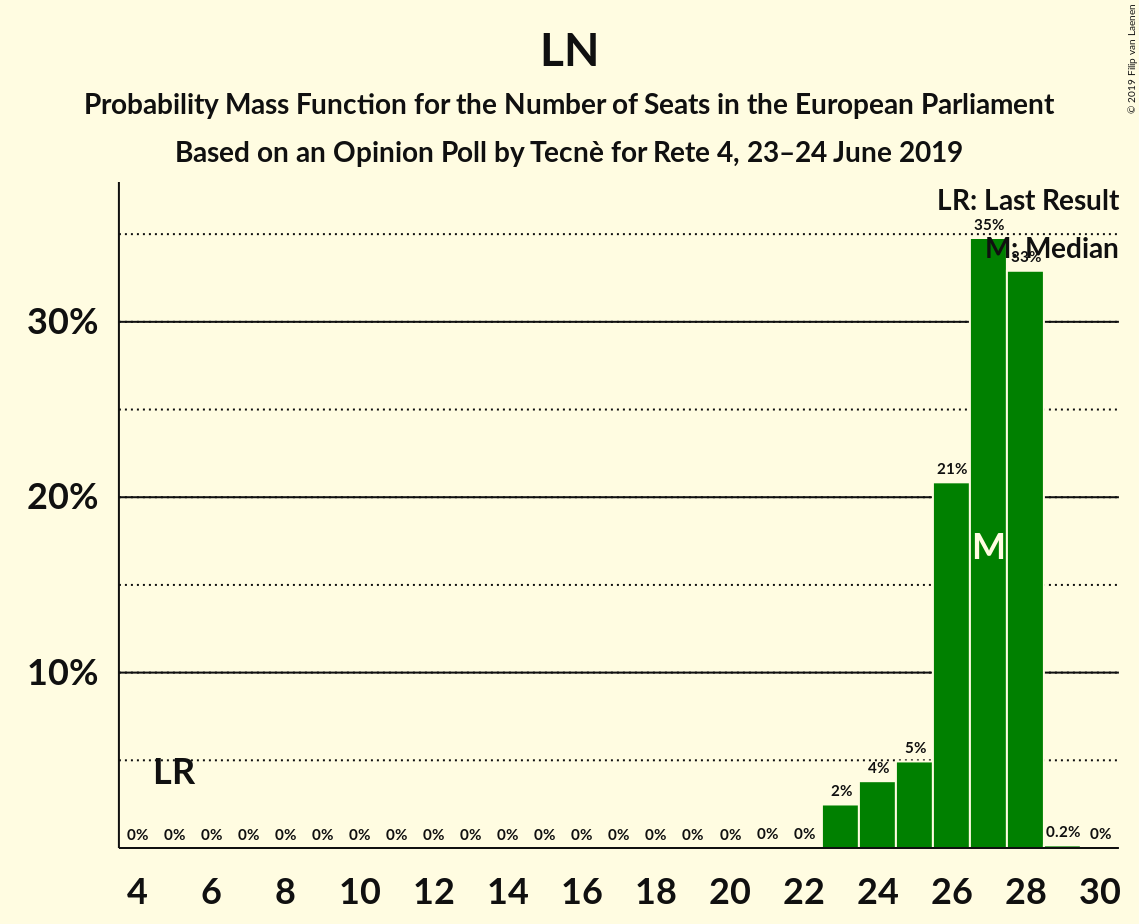 LN
Probability Mass Function for the Number of Seats in the European Parliament
Based on an Opinion Poll by Tecnè for Rete 4, 23–24 June 2019
© 2019 Filip van Laenen
LR: Last Result
M: Median
30%
20%
10%
35%
33%
21%
M
5%
4%
2%
LR
0% 0% 0% 0% 0% 0% 0% 0% 0% 0% 0% 0% 0% 0% 0% 0% 0% 0% 0% 0.2% 0%
4 6 8 10 12 14 16 18 20 22 24 26 28 30